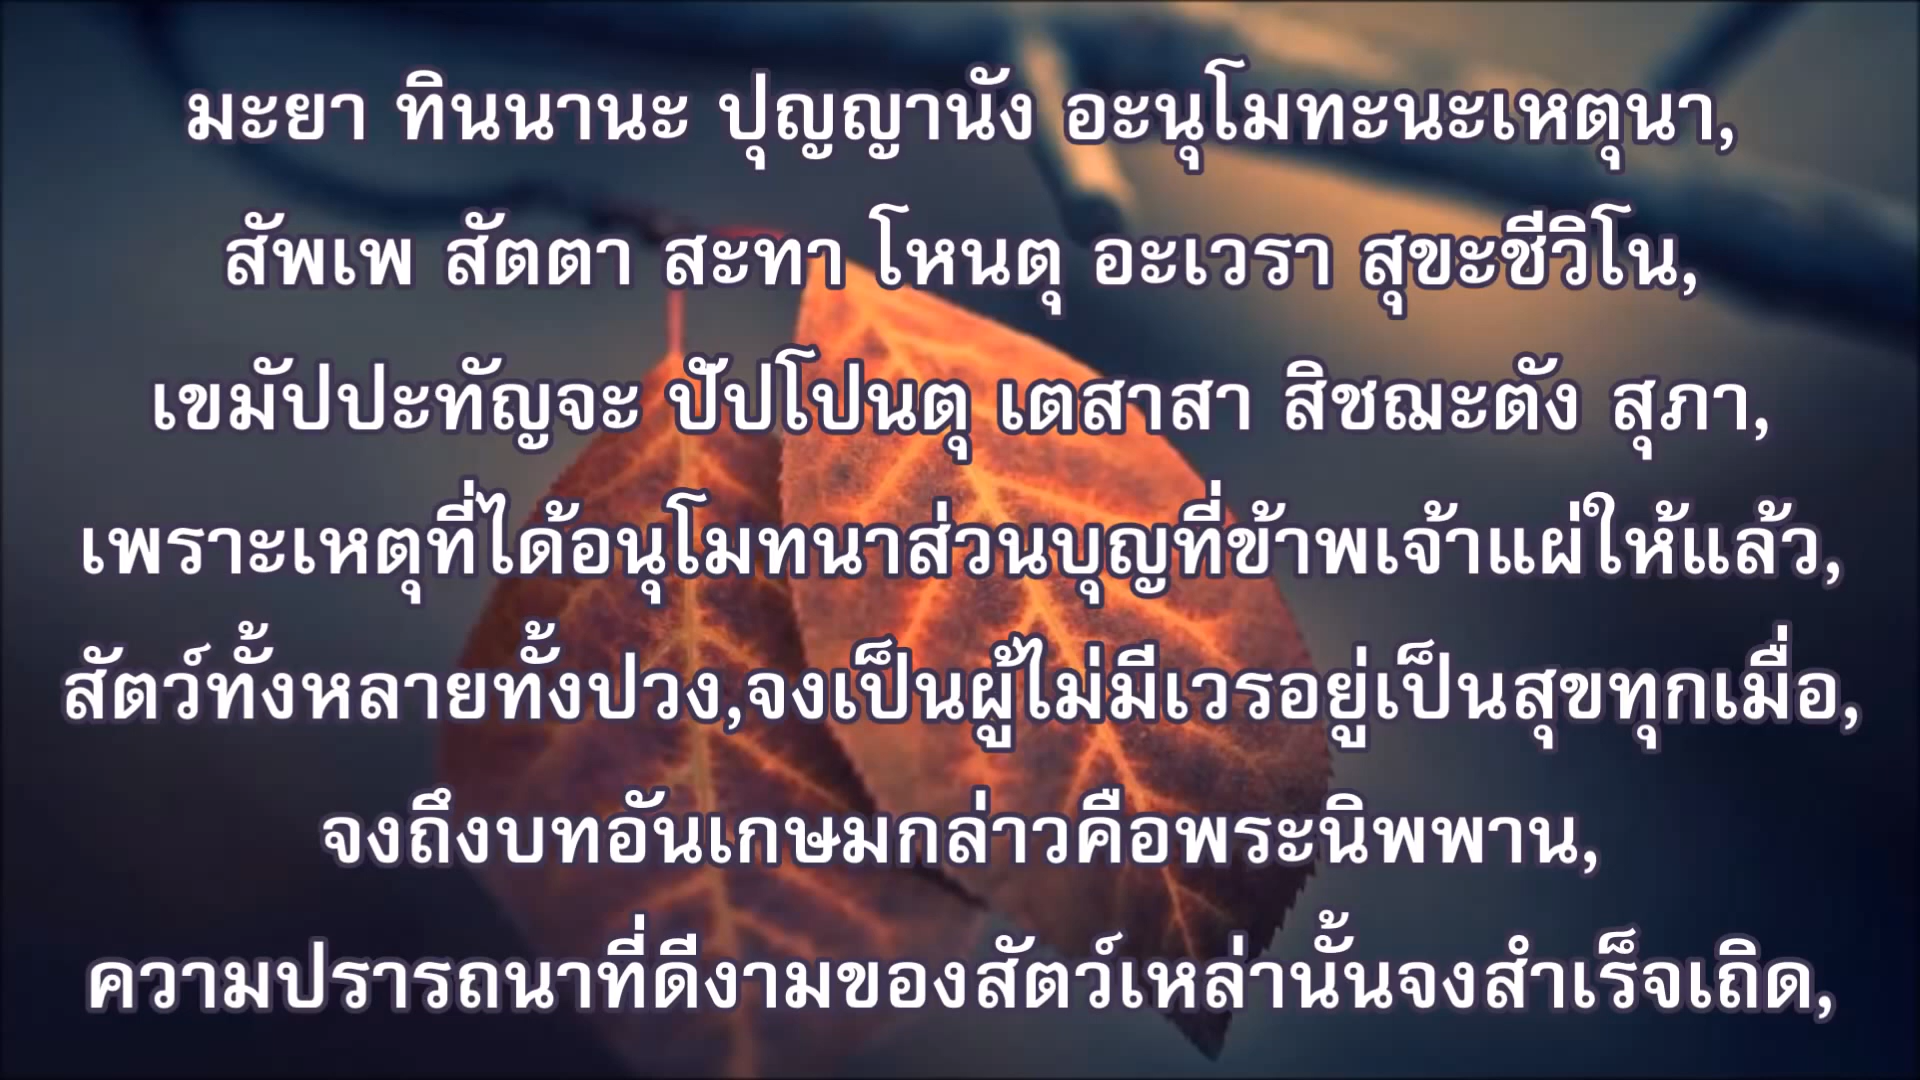 มะยา ทินนานะ ปุญญานัง อะนุโมทะนะเหตุนา,
สัพเพ สัตตา สะทา โหนตุ อะเวรา สุขะชีวิโน,
เขมัปปะทัญจะ ปัปโปนตุ เตสาสา สิชฌะตัง สุภา,
เพราะเหตุที่ได้อนุโมทนาส่วนบุญที่ข้าพเจ้าแผ่ให้แล้ว,
สัตว์ทั้งหลายทั้งปวง,จงเป็นผู้ไม่มีเวรอยู่เป็นสุขทุกเมื่อ,
จงถึงบทอันเกษมกล่าวคือพระนิพพาน,
ความปรารถนาที่ดีงามของสัตว์เหล่านั้นจงสำเร็จเถิด,